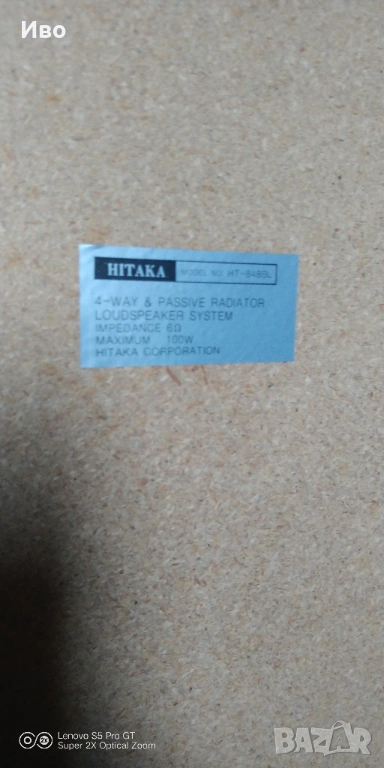 Иво
HITAKA MODEL NO. HT-848SL
4-WAY & PASSIVE RADIATOR
LOUDSPEAKER SYSTEM
IMPEDANCE 6Ω
MAXIMUM 100W
HITAKA CORPORATION
Lenovo S5 Pro GT
Super 2X Optical Zoom
BAZAR